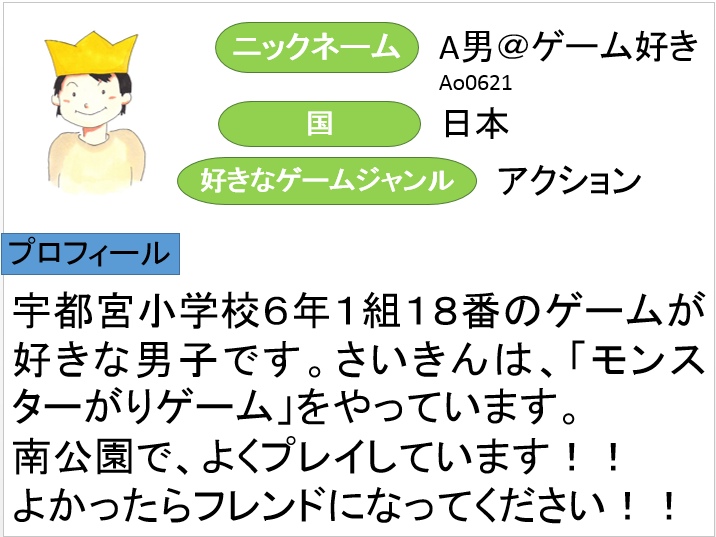 ニックネーム A男＠ゲーム好き
Ao0621
国 日本
好きなゲームジャンル アクション
プロフィール
宇都宮小学校６年１組１８番のゲームが
好きな男子です。さいきんは、「モンス
ターがりゲーム」をやっています。
南公園で、よくプレイしています！！
よかったらフレンドになってください！！